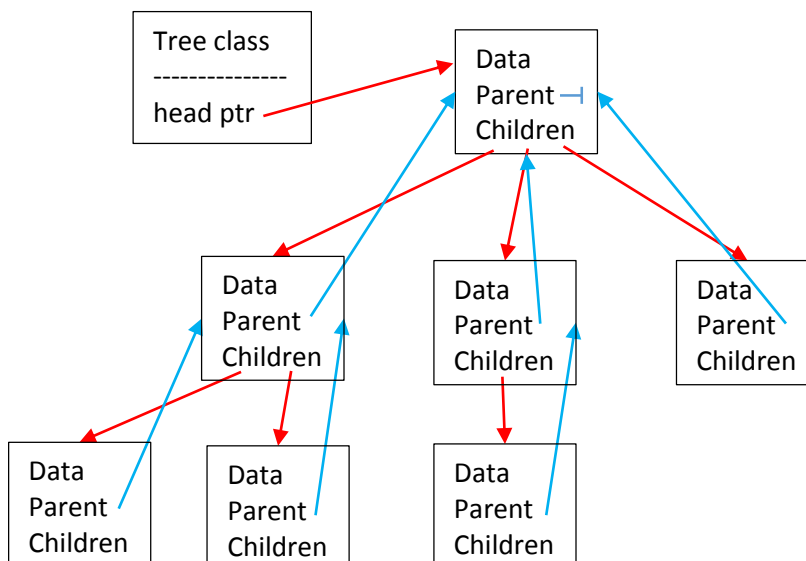 Tree class
---------------
head ptr
Data
Parent
Children
Data
Parent
Children
Data
Parent
Children
Data
Parent
Children
Data
Parent
Children
Data
Parent
Children
Data
Parent
Children